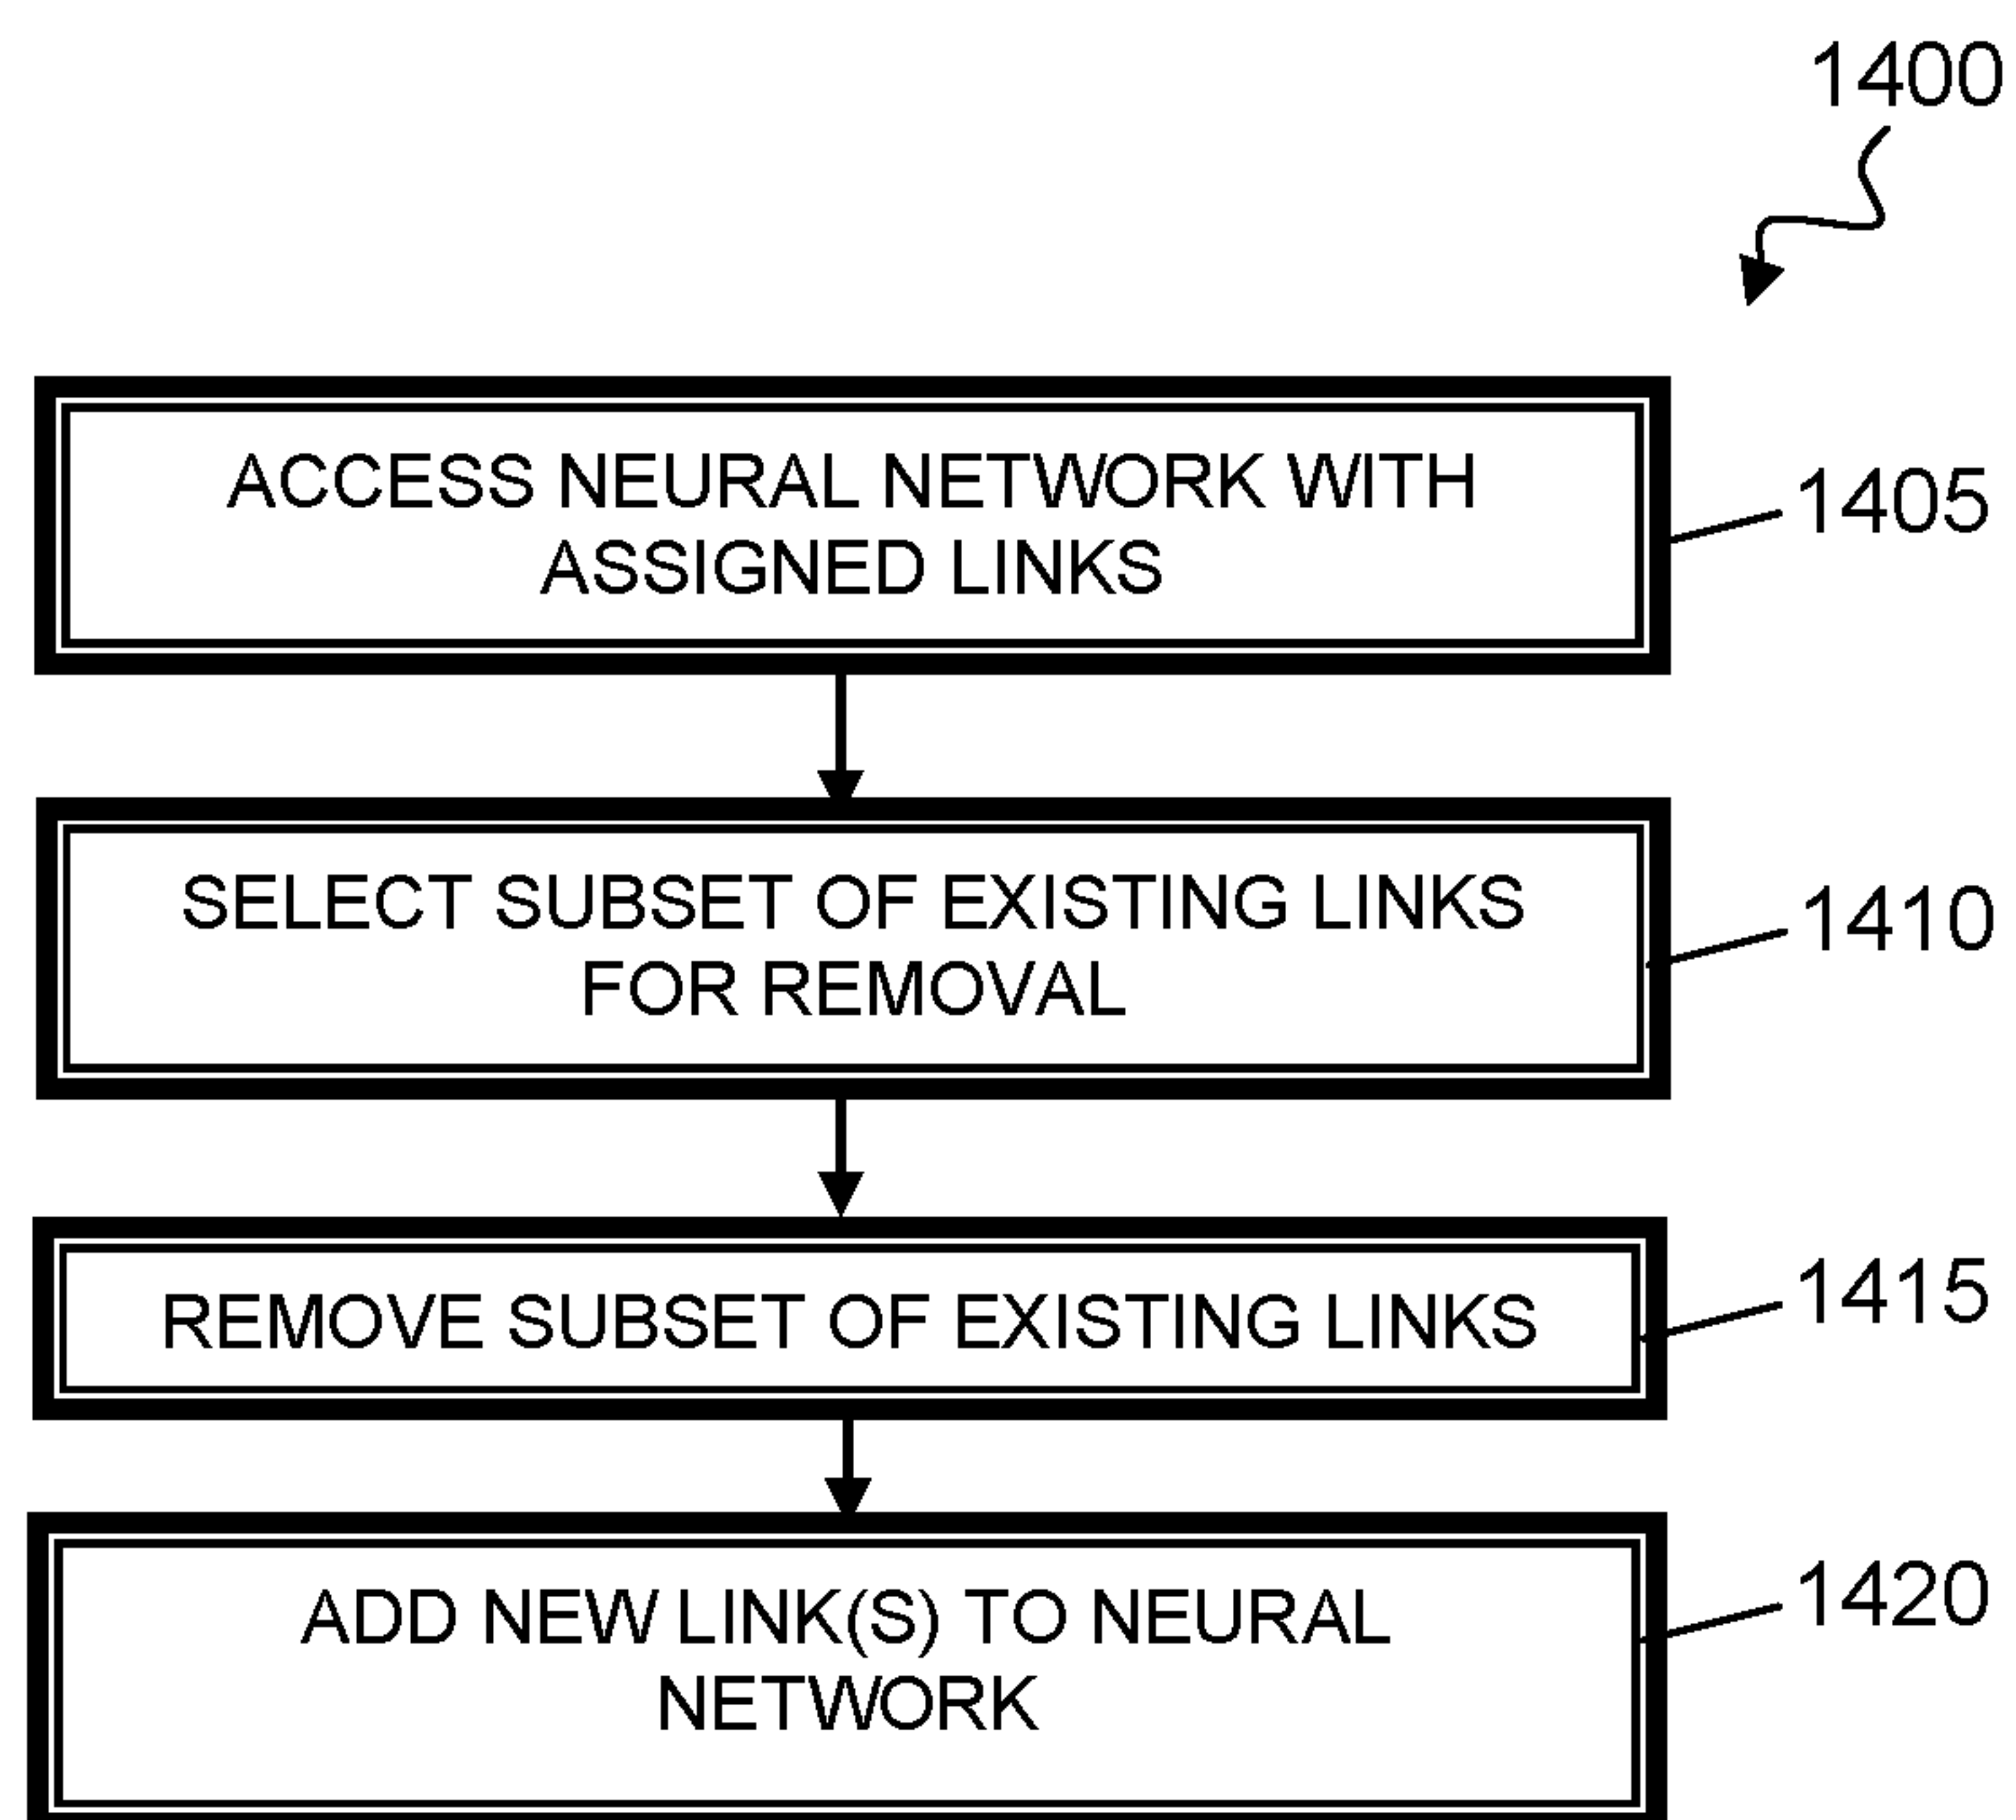 1400
ACCESS NEURAL NETWORK WITH
ASSIGNED LINKS
1405
SELECT SUBSET OF EXISTING LINKS
FOR REMOVAL
1410
REMOVE SUBSET OF EXISTING LINKS
1415
ADD NEW LINK(S) TO NEURAL
NETWORK
1420